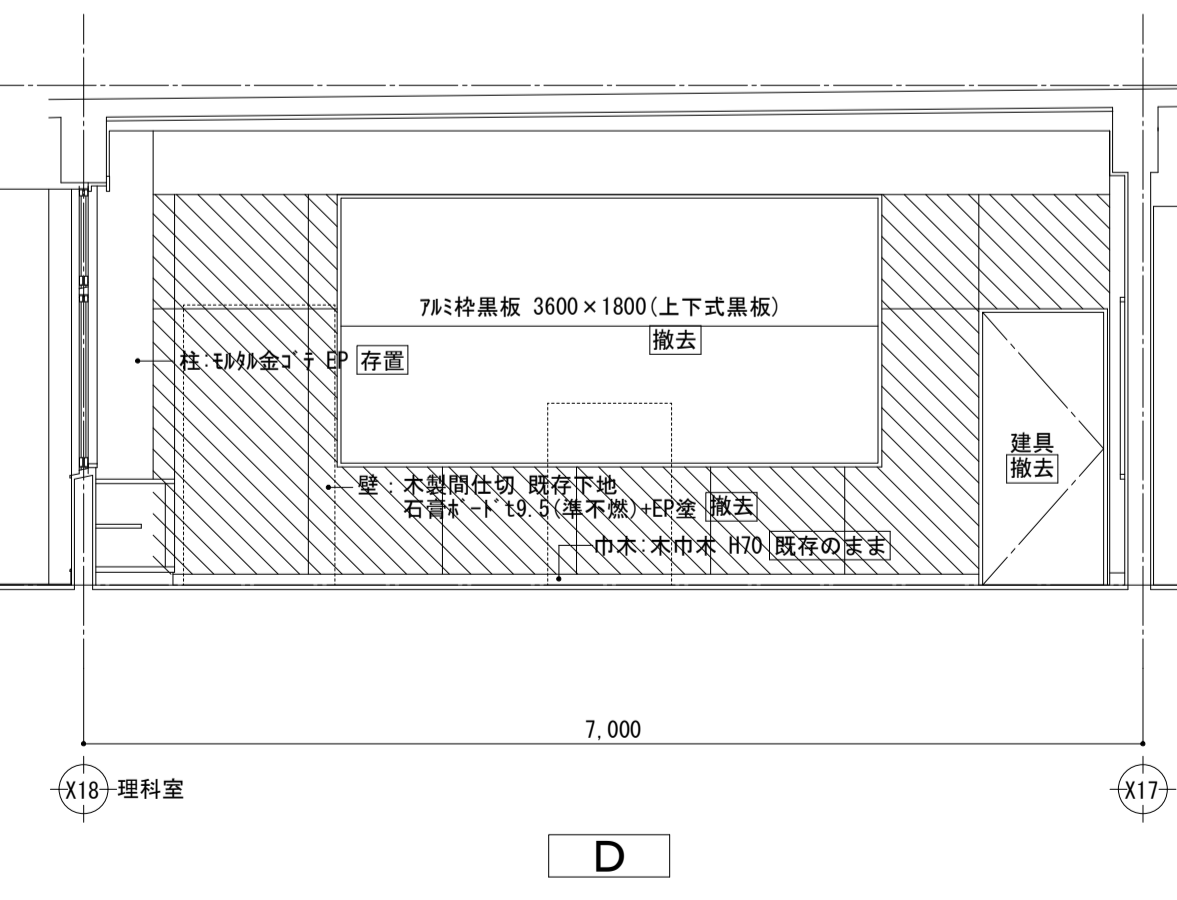 ｱﾙﾐ枠黒板 3600×1800(上下式黒板)
撤去
柱:ﾓﾙﾀﾙ金ｺﾞﾃ EP 存置
建具
撤去
壁：木製間仕切 既存下地
石膏ﾎﾞｰﾄﾞt9.5(準不燃)+EP塗 撤去
巾木:木巾木 H70 既存のまま
7,000
X18 理科室
X17
D